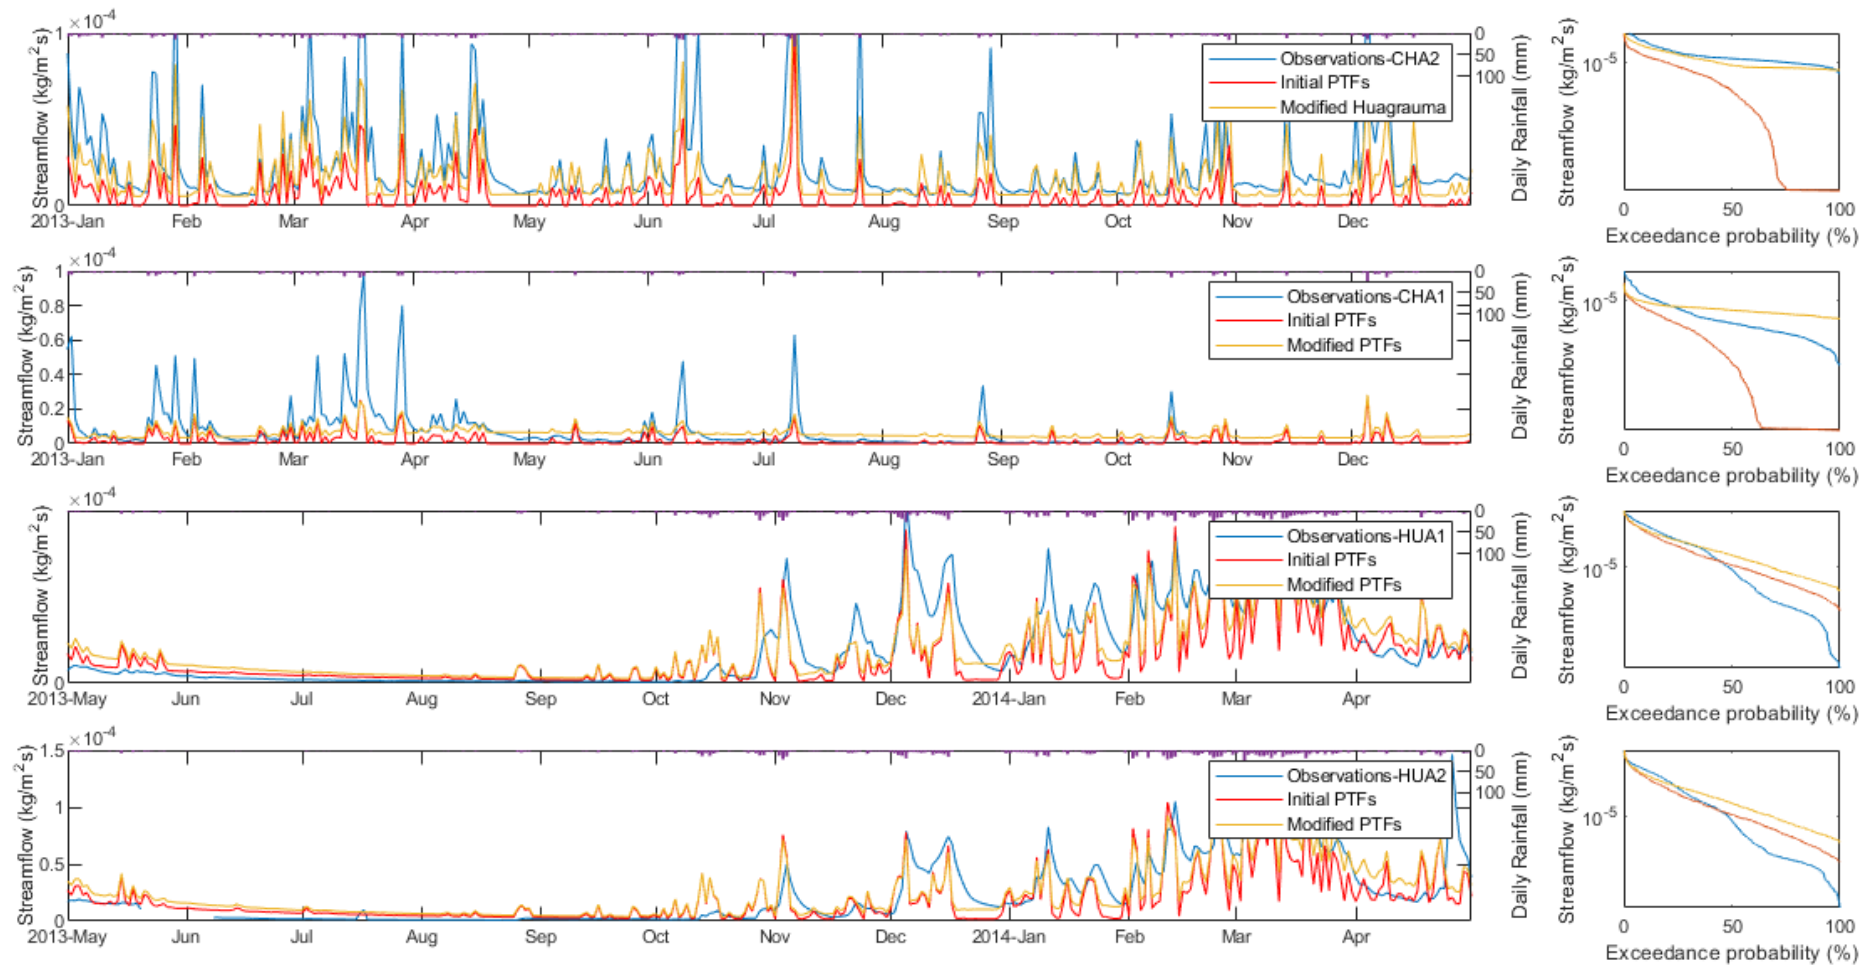 ×10⁻⁴
Streamflow (kg/m²s)
1
0
Observations-CHA2
Initial PTFs
Modified Huagrauma
0
50
100
Daily Rainfall (mm)
2013-Jan Feb Mar Apr May Jun Jul Aug Sep Oct Nov Dec
Streamflow (kg/m²s)
10⁻⁵
0 50 100
Exceedance probability (%)
×10⁻⁴
Streamflow (kg/m²s)
1
0.8
0.6
0.4
0.2
0
Observations-CHA1
Initial PTFs
Modified PTFs
0
50
100
Daily Rainfall (mm)
2013-Jan Feb Mar Apr May Jun Jul Aug Sep Oct Nov Dec
Streamflow (kg/m²s)
10⁻⁵
0 50 100
Exceedance probability (%)
×10⁻⁴
Streamflow (kg/m²s)
0
Observations-HUA1
Initial PTFs
Modified PTFs
0
50
100
Daily Rainfall (mm)
2013-May Jun Jul Aug Sep Oct Nov Dec 2014-Jan Feb Mar Apr
Streamflow (kg/m²s)
10⁻⁵
0 50 100
Exceedance probability (%)
×10⁻⁴
Streamflow (kg/m²s)
1.5
1
0.5
0
Observations-HUA2
Initial PTFs
Modified PTFs
0
50
100
Daily Rainfall (mm)
2013-May Jun Jul Aug Sep Oct Nov Dec 2014-Jan Feb Mar Apr
Streamflow (kg/m²s)
10⁻⁵
0 50 100
Exceedance probability (%)